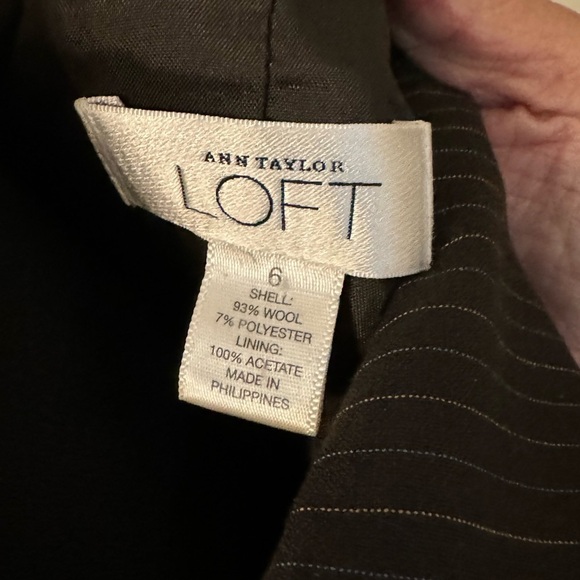 ANN TAYLOR
LOFT
6
SHELL:
93% WOOL
7% POLYESTER
LINING:
100% ACETATE
MADE IN
PHILIPPINES